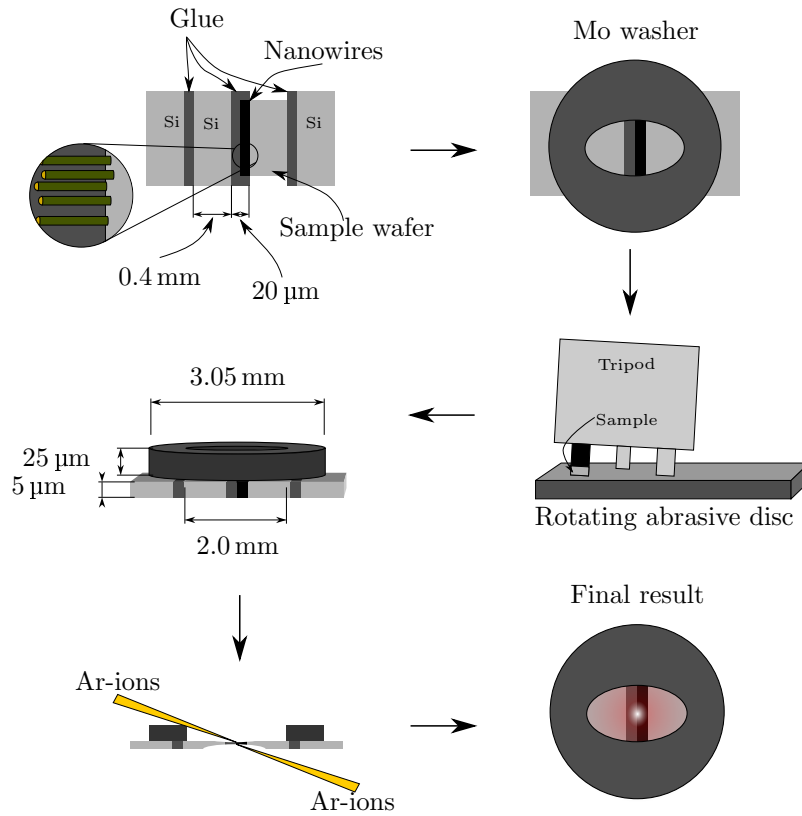 Glue
Nanowires
Si
Si
Si
Sample wafer
0.4 mm
20 µm
Mo washer
Tripod
Sample
Rotating abrasive disc
3.05 mm
25 µm
5 µm
2.0 mm
Ar-ions
Ar-ions
Final result